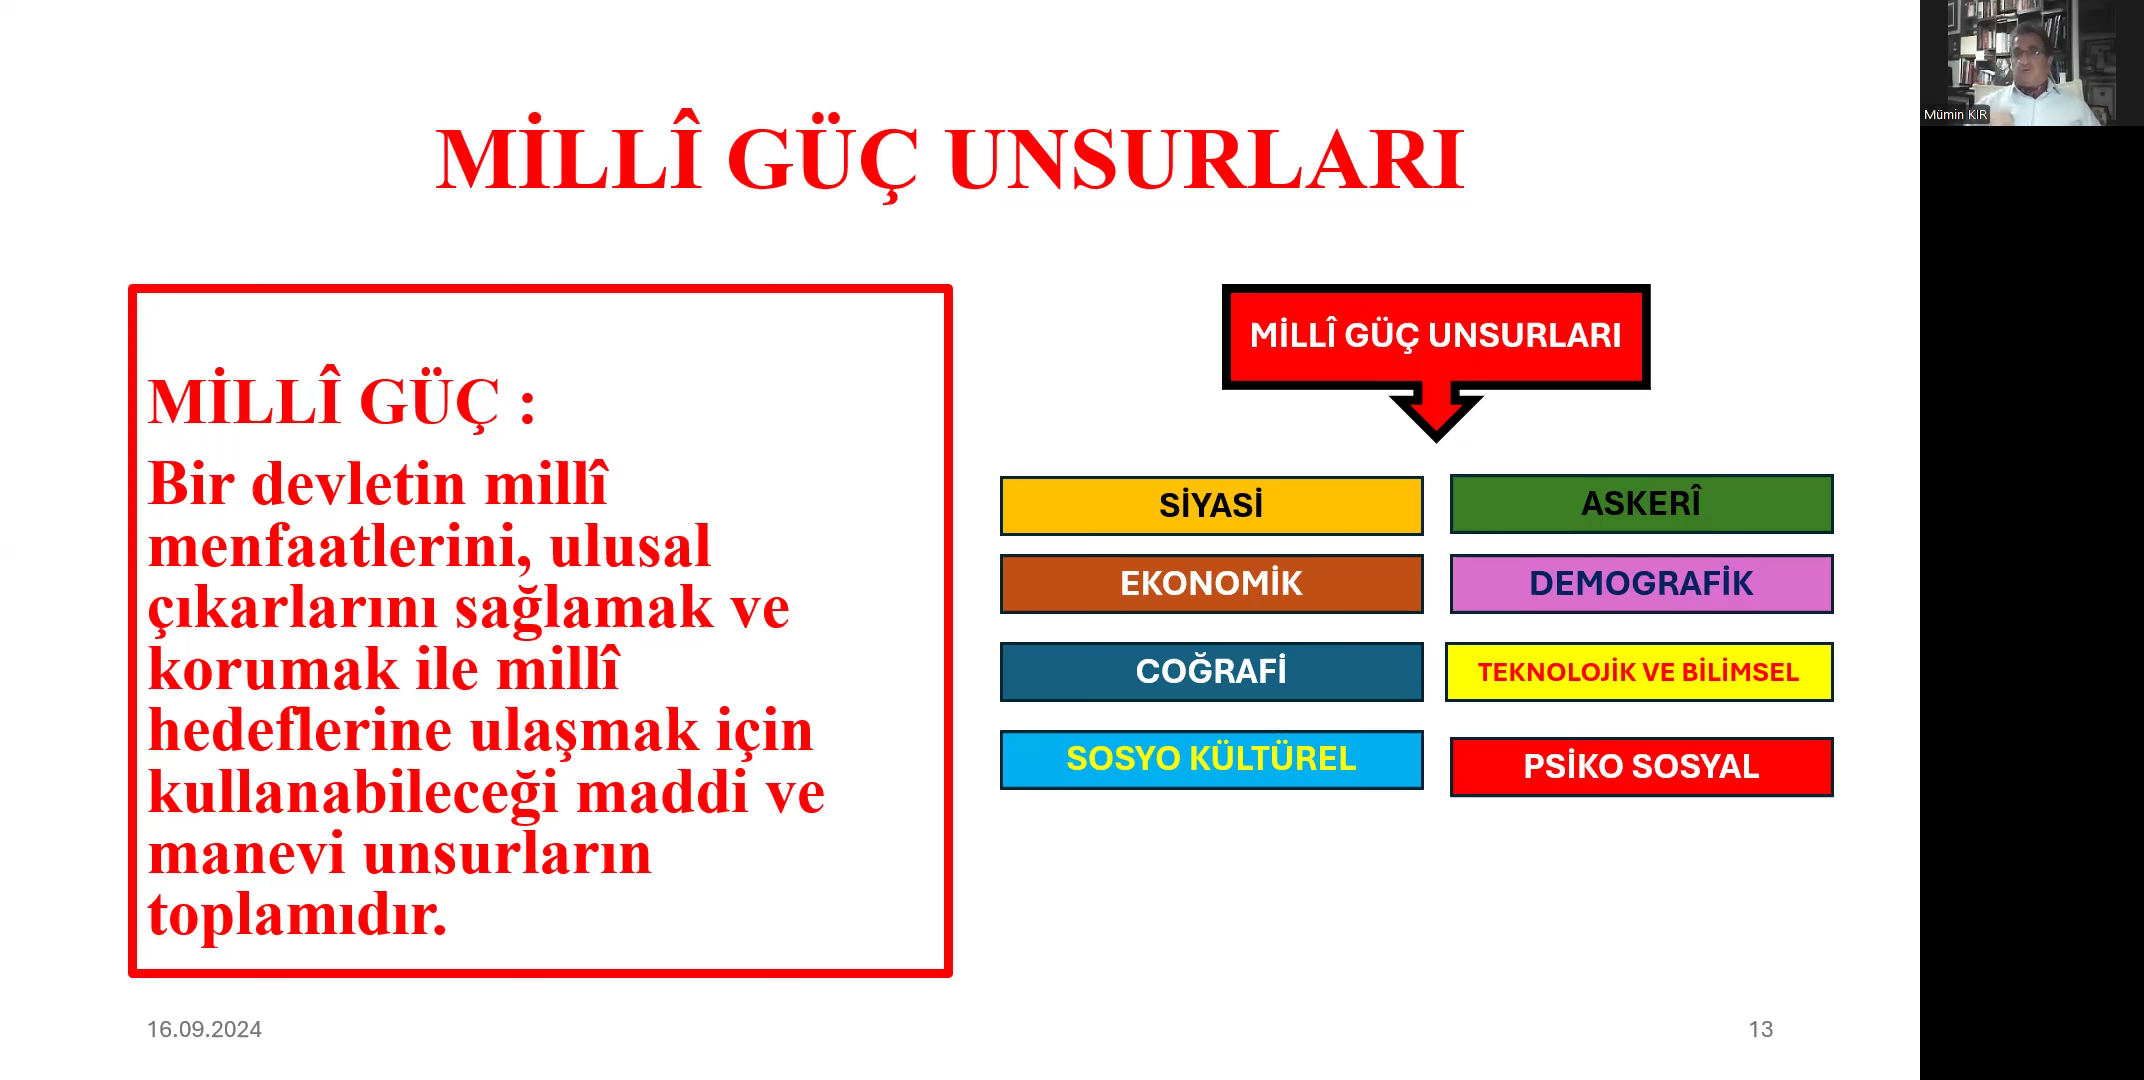 MİLLÎ GÜÇ UNSURLARI
MİLLÎ GÜÇ :
Bir devletin millî
menfaatlerini, ulusal
çıkarlarını sağlamak ve
korumak ile millî
hedeflerine ulaşmak için
kullanabileceği maddi ve
manevi unsurların
toplamıdır.
MİLLÎ GÜÇ UNSURLARI
SİYASİ
ASKERÎ
EKONOMİK
DEMOGRAFİK
COĞRAFİ
TEKNOLOJİK VE BİLİMSEL
SOSYO KÜLTÜREL
PSİKO SOSYAL
16.09.2024
13
Mümin KIR